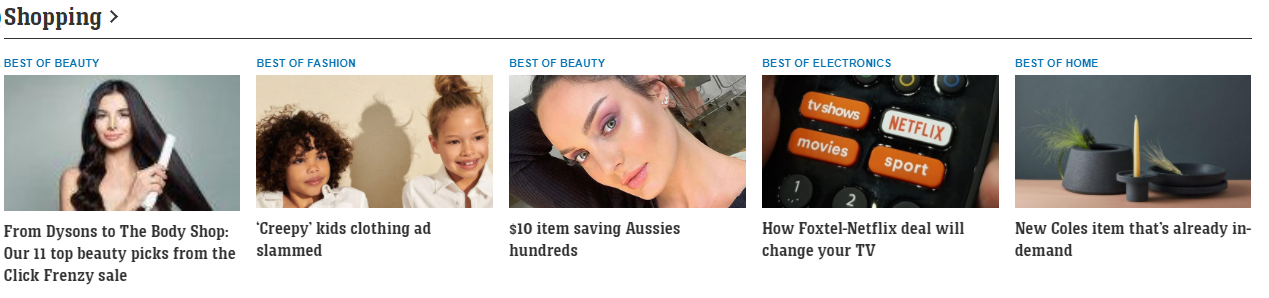 Shopping >
BEST OF BEAUTY
From Dysons to The Body Shop:
Our 11 top beauty picks from the
Click Frenzy sale
BEST OF FASHION
‘Creepy’ kids clothing ad
slammed
BEST OF BEAUTY
$10 item saving Aussies
hundreds
BEST OF ELECTRONICS
tv shows
NETFLIX
movies
sport
1
2
How Foxtel-Netflix deal will
change your TV
BEST OF HOME
New Coles item that's already in-
demand